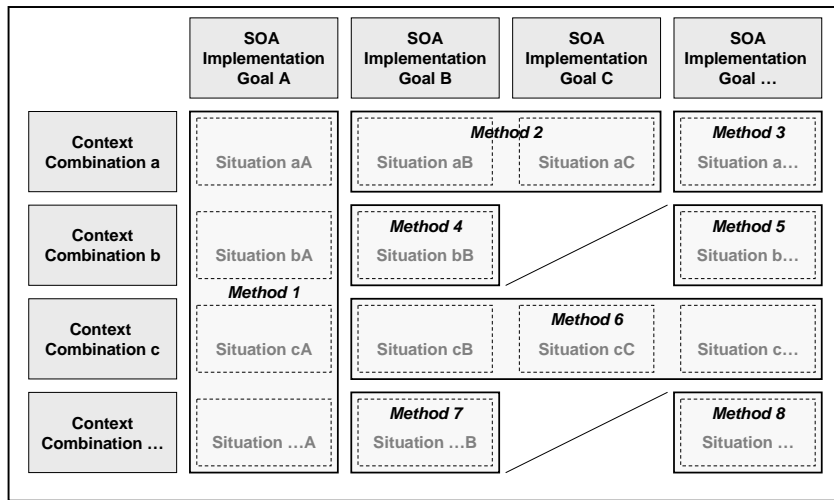 SOA
Implementation
Goal A
SOA
Implementation
Goal B
SOA
Implementation
Goal C
SOA
Implementation
Goal …
Context
Combination a
Situation aA
Method 2
Situation aB
Situation aC
Method 3
Situation a…
Context
Combination b
Situation bA
Method 4
Situation bB
Method 5
Situation b…
Method 1
Context
Combination c
Situation cA
Situation cB
Method 6
Situation cC
Situation c…
Context
Combination …
Situation …A
Method 7
Situation …B
Method 8
Situation …